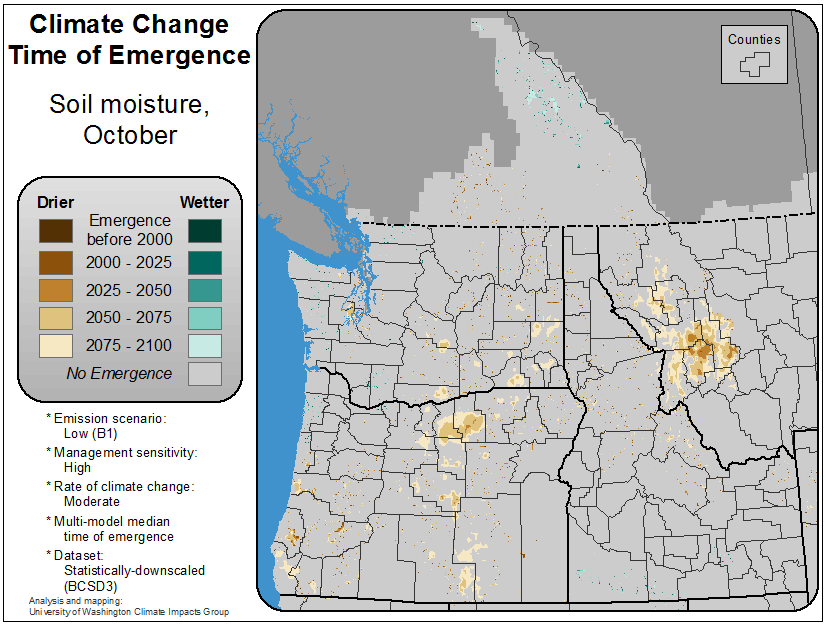 Climate Change
Time of Emergence
Soil moisture,
October
Drier
Wetter
Emergence
before 2000
2000 - 2025
2025 - 2050
2050 - 2075
2075 - 2100
No Emergence
* Emission scenario:
Low (B1)
* Management sensitivity:
High
* Rate of climate change:
Moderate
* Multi-model median
time of emergence
* Dataset:
Statistically-downscaled
(BCSD3)
Analysis and mapping:
University of Washington Climate Impacts Group
Counties